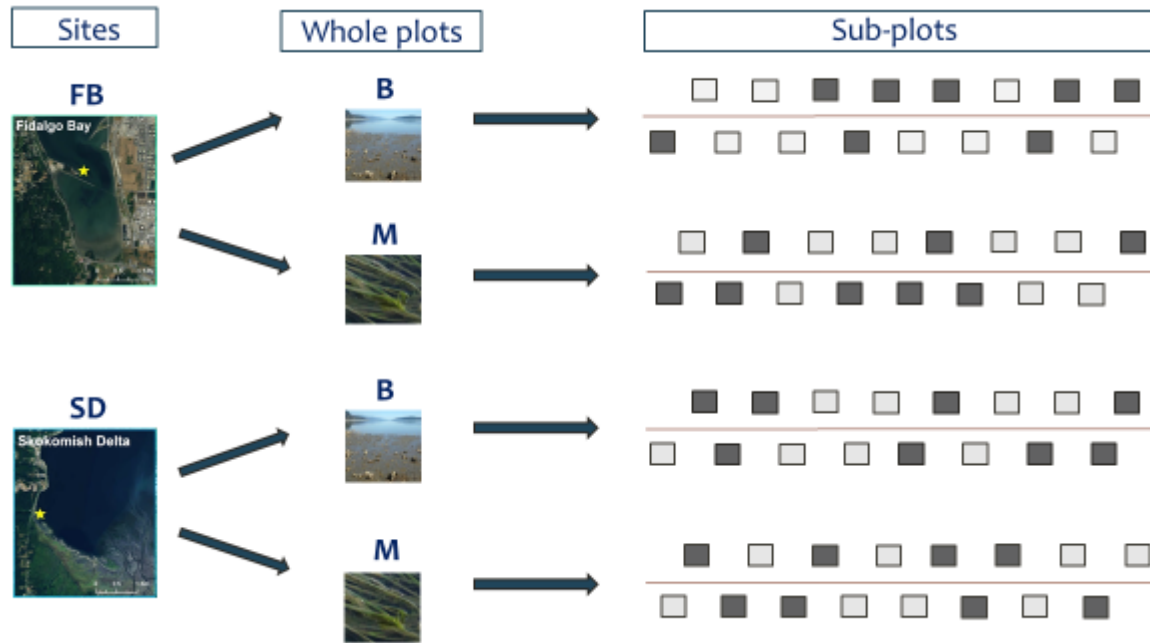 Sites
Whole plots
Sub-plots
FB
Fidalgo Bay
B
M
SD
Skokomish Delta
B
M